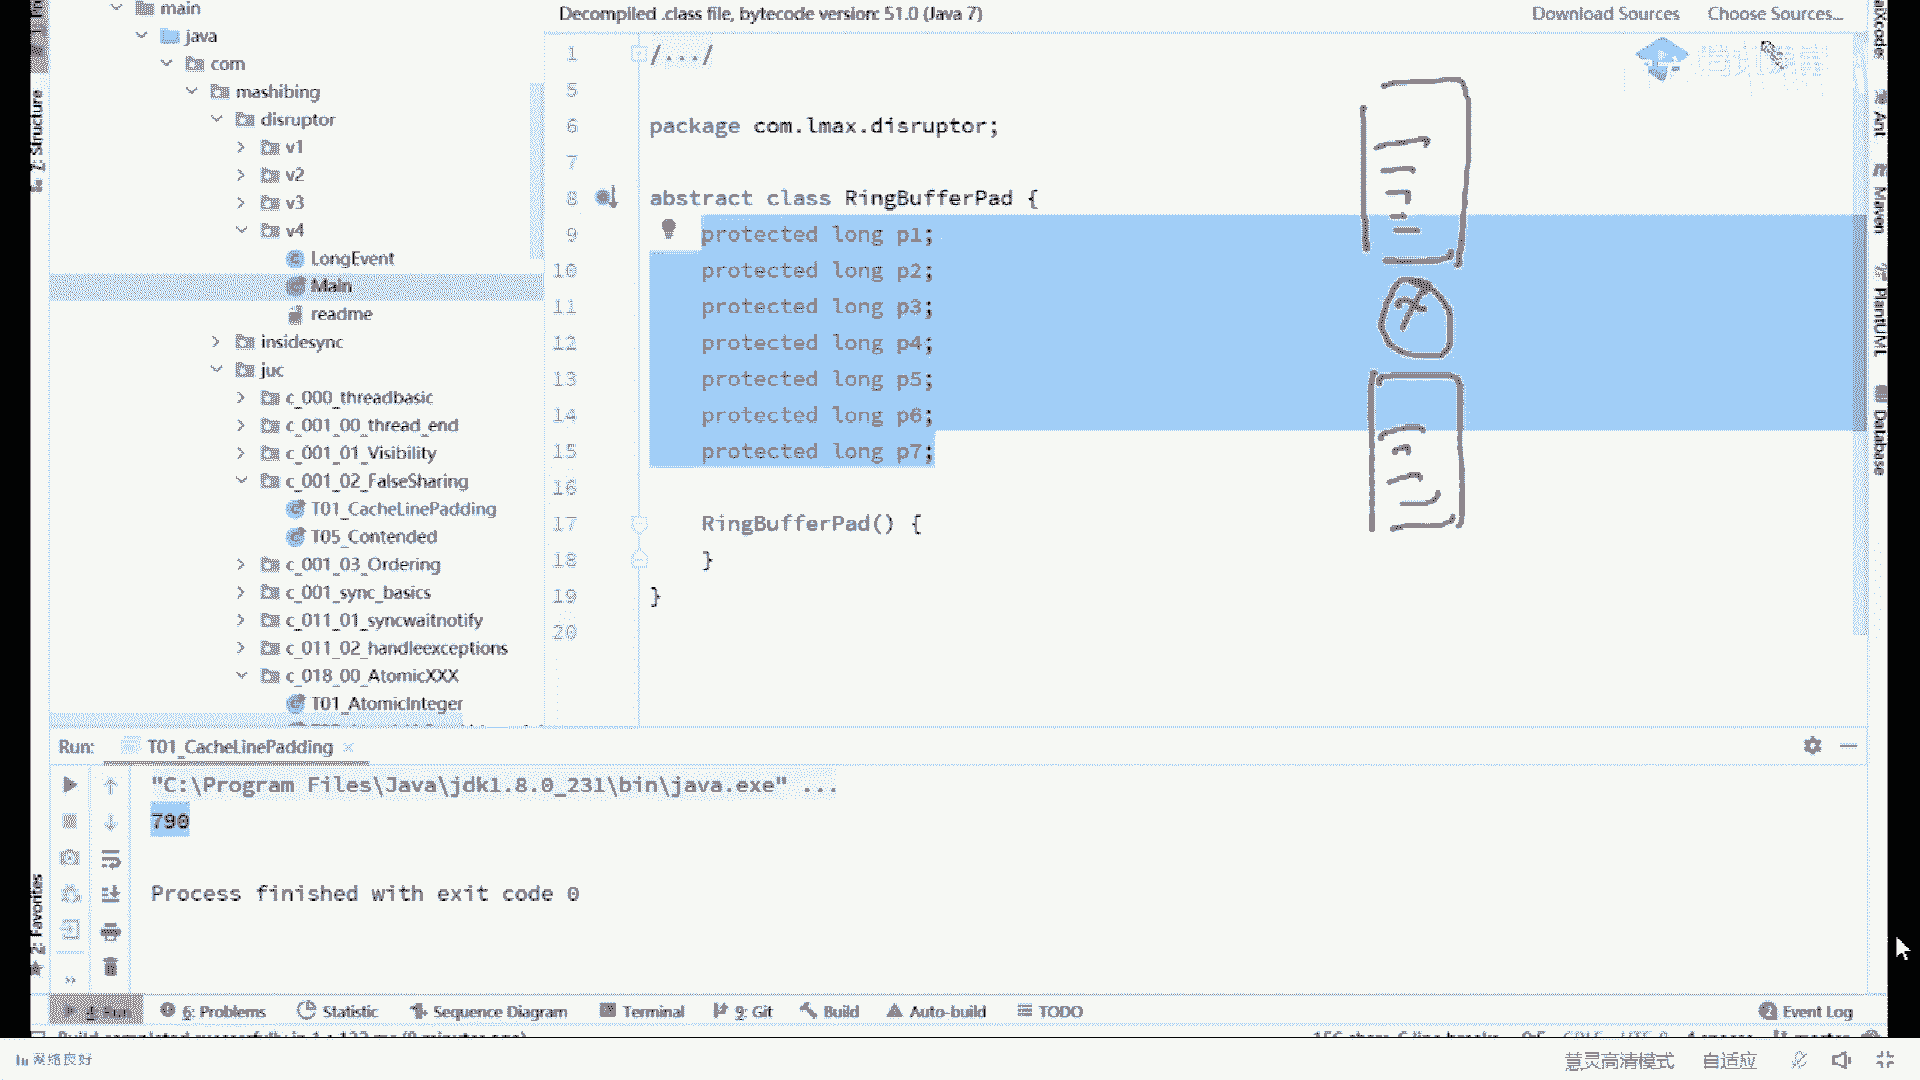 main
java
com
mashibing
disruptor
v1
v2
v3
v4
LongEvent
Main
readme
insidesync
juc
c_000_threadbasic
c_001_00_thread_end
c_001_01_Visibility
c_001_02_FalseSharing
T01_CacheLinePadding
T05_Contended
c_001_03_Ordering
c_001_sync_basics
c_011_01_syncwaitnotify
c_011_02_handleexceptions
c_018_00_AtomicXXX
T01_AtomicInteger
Z: Structure
2: Favorites
Decompiled .class file, bytecode version: 51.0 (Java 7)
Download Sources Choose Sources...
1 /.../
5
6 package com.lmax.disruptor;
7
8 abstract class RingBufferPad {
9 protected long p1;
10 protected long p2;
11 protected long p3;
12 protected long p4;
13 protected long p5;
14 protected long p6;
15 protected long p7;
16
17 RingBufferPad() {
18 }
19 }
20
Ant
Maven
PlantUML
Database
Run: T01_CacheLinePadding
"C:\Program Files\Java\jdk1.8.0_231\bin\java.exe" ...
790
Process finished with exit code 0
4: Run 6: Problems Statistic Sequence Diagram Terminal 9: Git Build Auto-build TODO 2 Event Log
网络良好 慧灵高清模式 自适应